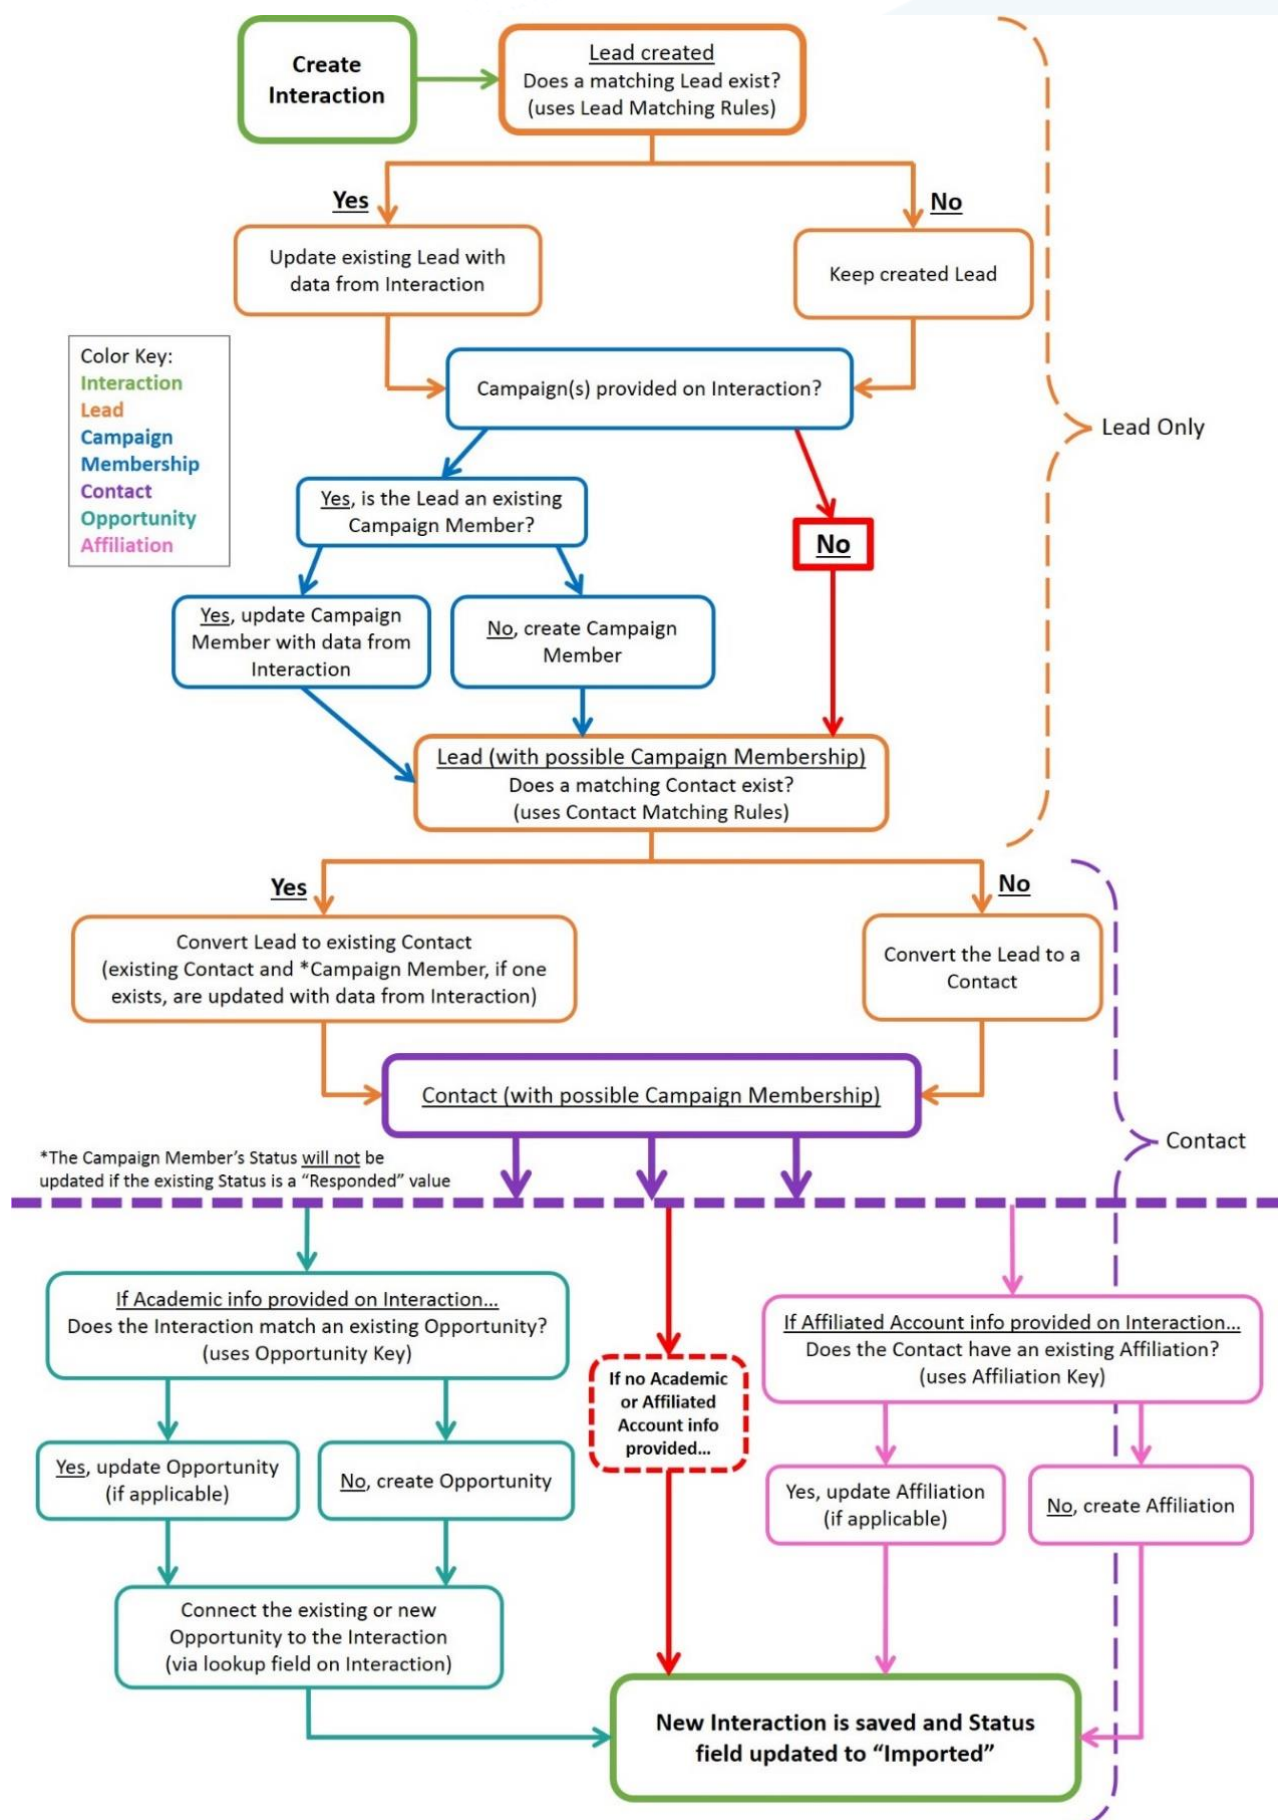 Create
Interaction
Lead created
Does a matching Lead exist?
(uses Lead Matching Rules)
Yes
No
Update existing Lead with
data from Interaction
Keep created Lead
Color Key:
Interaction
Lead
Campaign
Membership
Contact
Opportunity
Affiliation
Campaign(s) provided on Interaction?
Lead Only
Yes, is the Lead an existing
Campaign Member?
No
Yes, update Campaign
Member with data from
Interaction
No, create Campaign
Member
Lead (with possible Campaign Membership)
Does a matching Contact exist?
(uses Contact Matching Rules)
Yes
No
Convert Lead to existing Contact
(existing Contact and *Campaign Member, if one
exists, are updated with data from Interaction)
Convert the Lead to a
Contact
Contact (with possible Campaign Membership)
Contact
*The Campaign Member's Status will not be
updated if the existing Status is a “Responded” value
If Academic info provided on Interaction...
Does the Interaction match an existing Opportunity?
(uses Opportunity Key)
If no Academic
or Affiliated
Account info
provided...
If Affiliated Account info provided on Interaction...
Does the Contact have an existing Affiliation?
(uses Affiliation Key)
Yes, update Opportunity
(if applicable)
No, create Opportunity
Yes, update Affiliation
(if applicable)
No, create Affiliation
Connect the existing or new
Opportunity to the Interaction
(via lookup field on Interaction)
New Interaction is saved and Status
field updated to “Imported”